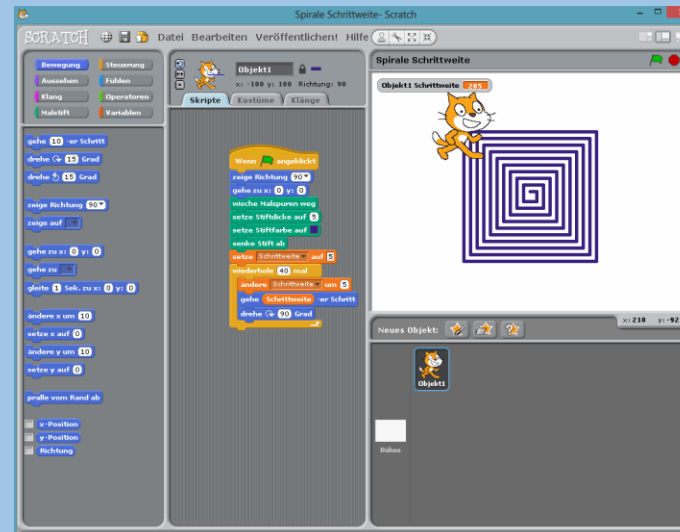 Spirale Schrittweite- Scratch
SCRATCH Datei Bearbeiten Veröffentlichen! Hilfe
Bewegung Steuerung
Aussehen Fühlen
Klang Operatoren
Malstift Variablen
gehe 10 -er Schritt
drehe 15 Grad
drehe 15 Grad
zeige Richtung 90
zeige auf
gehe zu x: 0 y: 0
gehe zu
gleite 1 Sek. zu x: 0 y: 0
ändere x um 10
setze x auf 0
ändere y um 10
setze y auf 0
pralle vom Rand ab
x-Position
y-Position
Richtung
Objekt1
x: -100 y: 100 Richtung: 90
Skripte Kostüme Klänge
Wenn angeklickt
zeige Richtung 90
gehe zu x: 0 y: 0
wische Malspuren weg
setze Stiftdicke auf 5
setze Stiftfarbe auf
senke Stift ab
setze Schrittweite auf 5
wiederhole 40 mal
ändere Schrittweite um 5
gehe Schrittweite -er Schritt
drehe 90 Grad
Spirale Schrittweite
Objekt1 Schrittweite 205
x: 210 y: -92
Neues Objekt:
Objekt1
Bühne